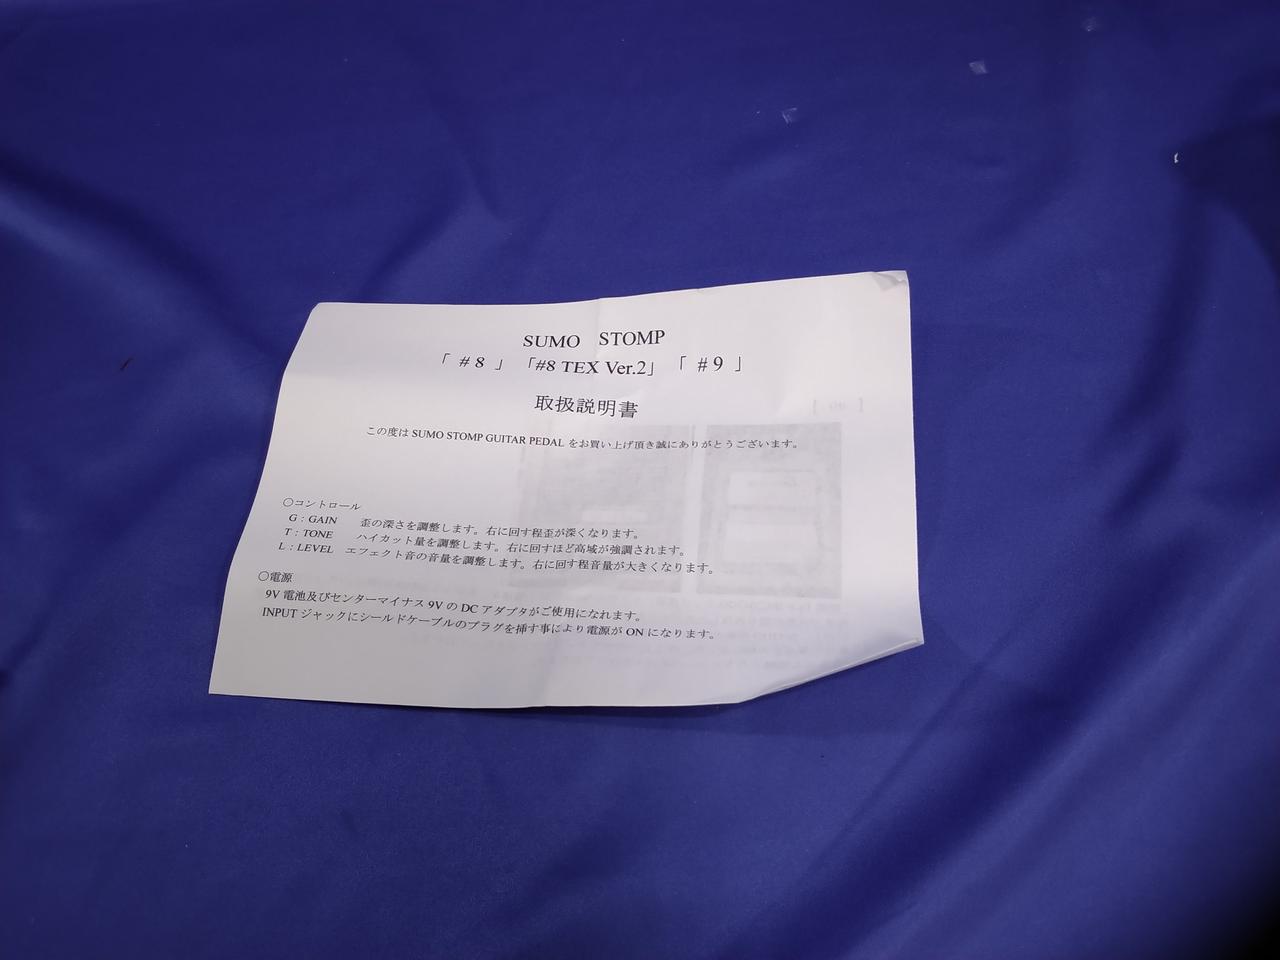 SUMO STOMP
「 #8 」 「#8 TEX Ver.2」 「 #9 」
取扱説明書
この度は SUMO STOMP GUITAR PEDAL をお買い上げ頂き誠にありがとうございます。
〇コントロール
G：GAIN 歪の深さを調整します。右に回す程歪が深くなります。
T：TONE ハイカット量を調整します。右に回すほど高域が強調されます。
L：LEVEL エフェクト音の音量を調整します。右に回す程音量が大きくなります。
〇電源
9V 電池及びセンターマイナス 9V の DC アダプタがご使用になれます。
INPUT ジャックにシールドケーブルのプラグを挿す事により電源が ON になります。